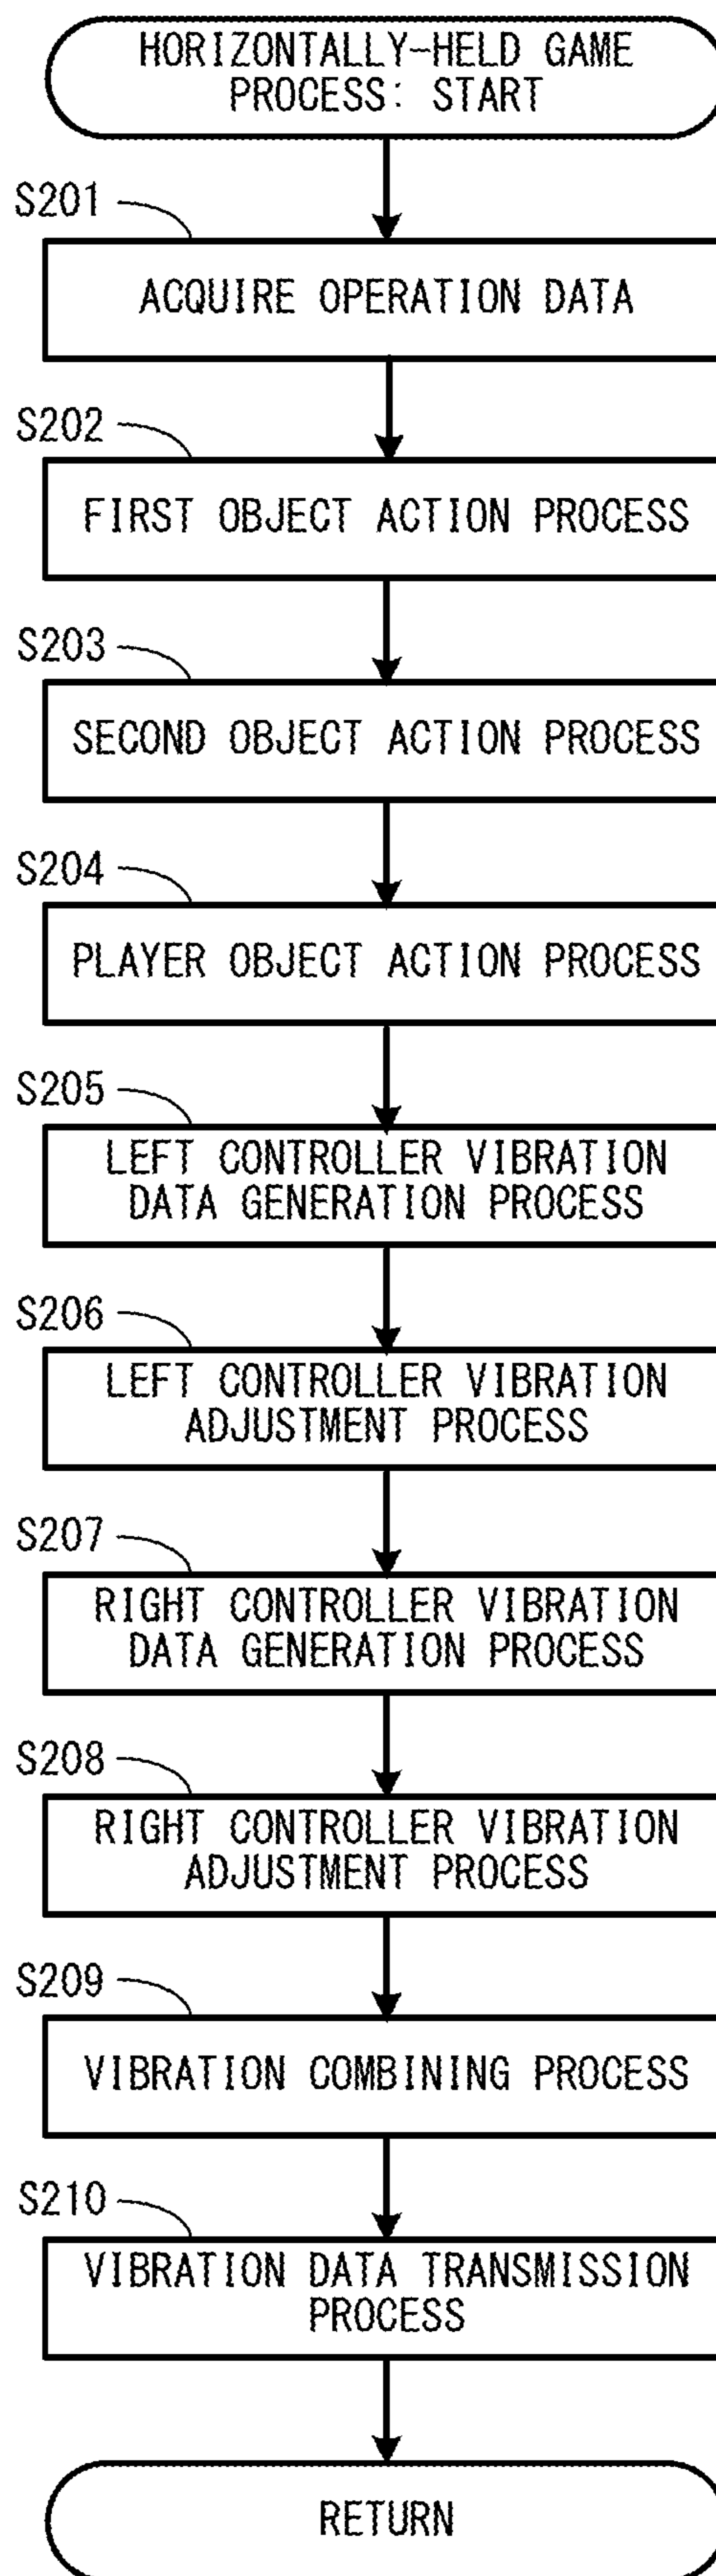 HORIZONTALLY-HELD GAME
PROCESS: START
S201
ACQUIRE OPERATION DATA
S202
FIRST OBJECT ACTION PROCESS
S203
SECOND OBJECT ACTION PROCESS
S204
PLAYER OBJECT ACTION PROCESS
S205
LEFT CONTROLLER VIBRATION
DATA GENERATION PROCESS
S206
LEFT CONTROLLER VIBRATION
ADJUSTMENT PROCESS
S207
RIGHT CONTROLLER VIBRATION
DATA GENERATION PROCESS
S208
RIGHT CONTROLLER VIBRATION
ADJUSTMENT PROCESS
S209
VIBRATION COMBINING PROCESS
S210
VIBRATION DATA TRANSMISSION
PROCESS
RETURN